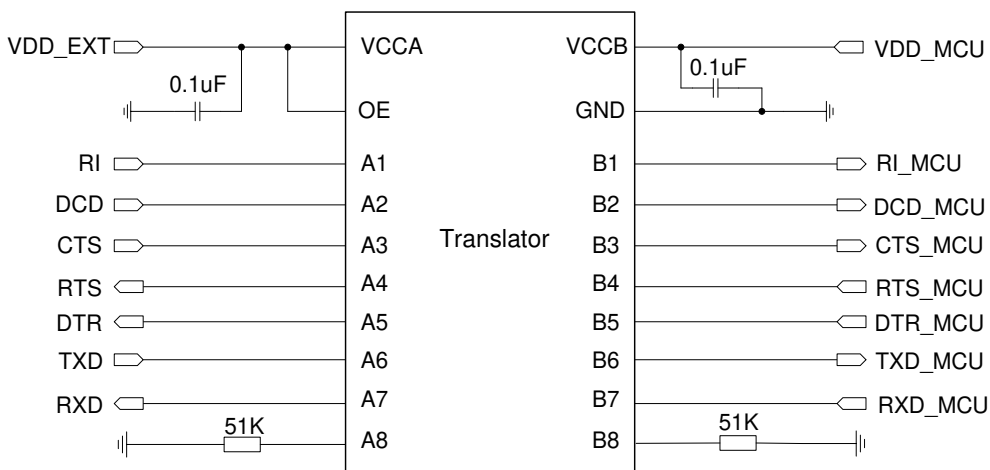 VDD_EXT VCCA VCCB VDD_MCU
0.1uF 0.1uF
OE GND
RI A1 B1 RI_MCU
DCD A2 B2 DCD_MCU
CTS A3 Translator B3 CTS_MCU
RTS A4 B4 RTS_MCU
DTR A5 B5 DTR_MCU
TXD A6 B6 TXD_MCU
RXD A7 B7 RXD_MCU
51K A8 B8 51K